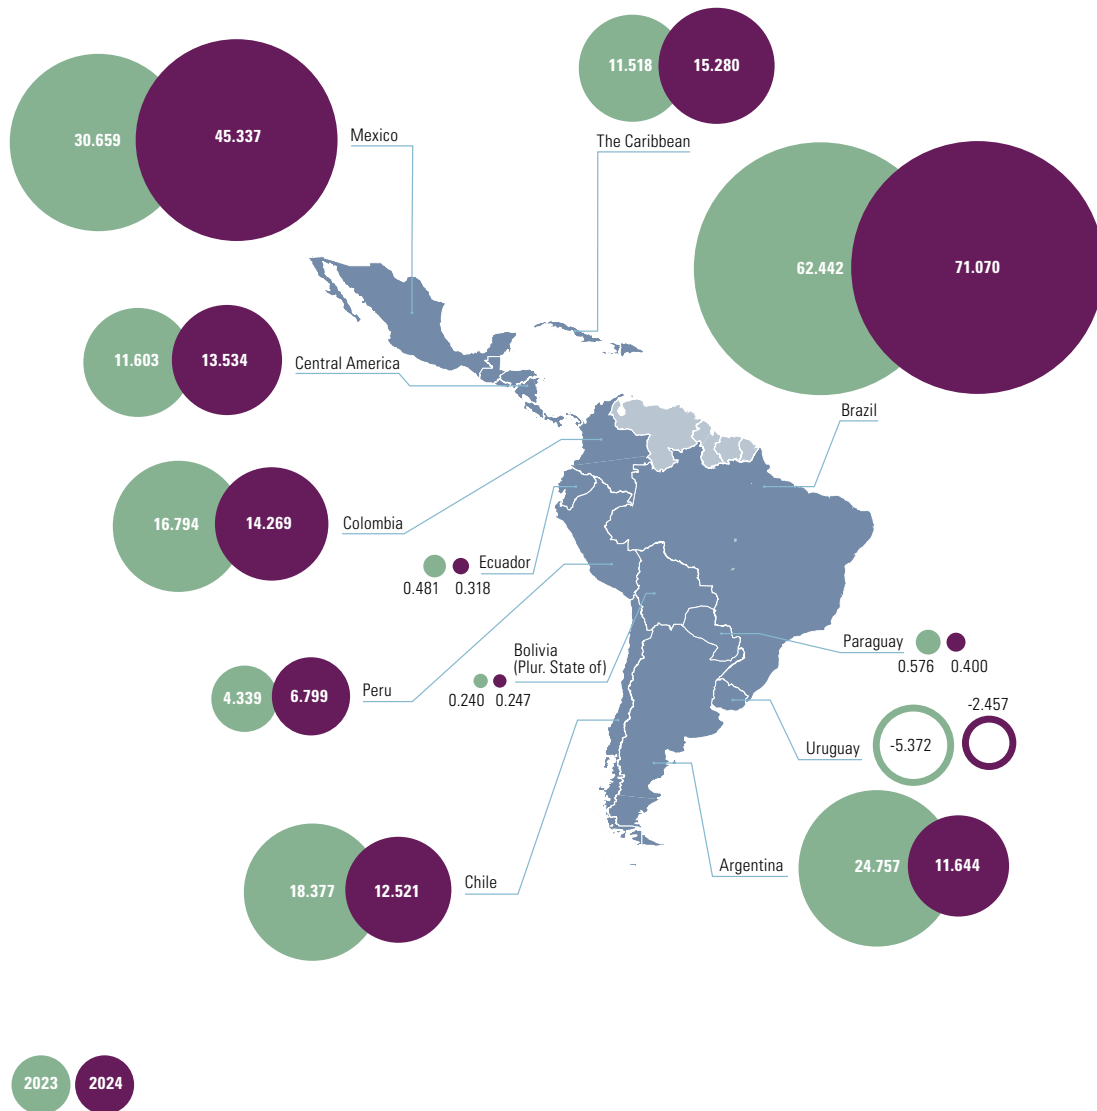 11.518 15.280
The Caribbean
30.659 45.337
Mexico
62.442 71.070
Brazil
11.603 13.534
Central America
16.794 14.269
Colombia
Ecuador
0.481 0.318
Paraguay
0.576 0.400
Bolivia
(Plur. State of)
0.240 0.247
4.339 6.799
Peru
-2.457
Uruguay
-5.372
24.757 11.644
Argentina
18.377 12.521
Chile
2023 2024